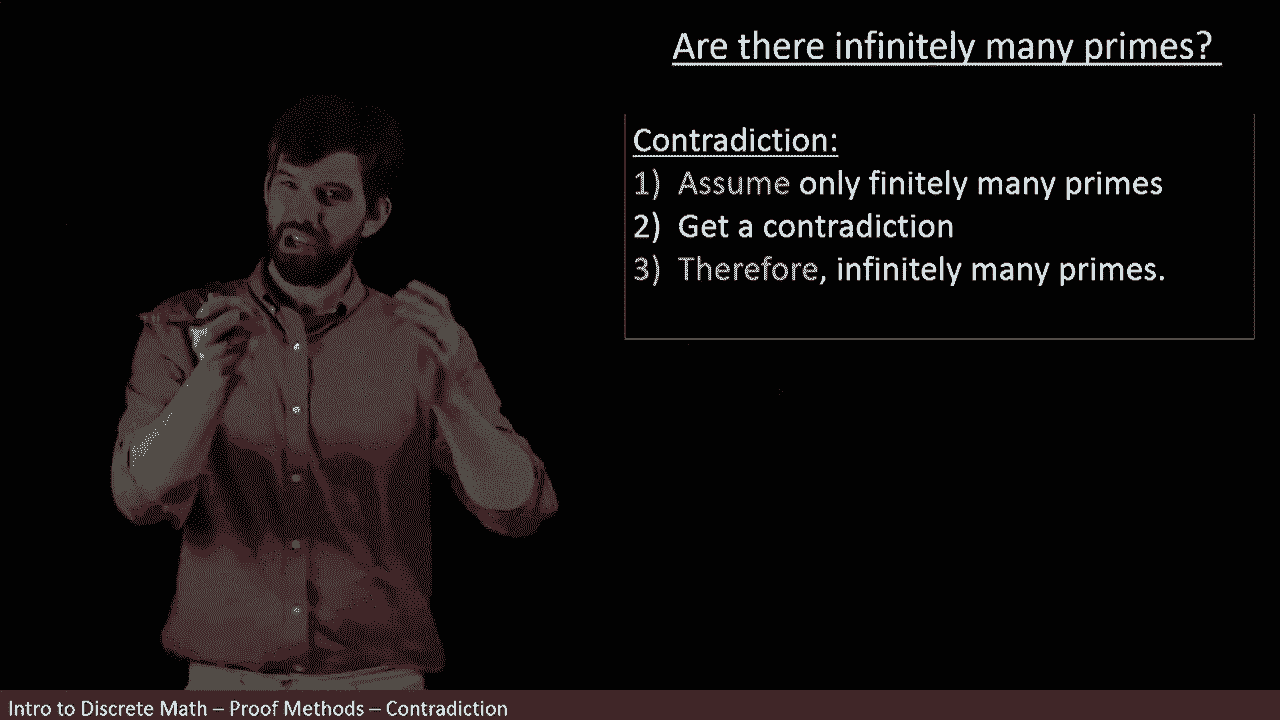 Are there infinitely many primes?
Contradiction:
1) Assume only finitely many primes
2) Get a contradiction
3) Therefore, infinitely many primes.
Intro to Discrete Math – Proof Methods – Contradiction